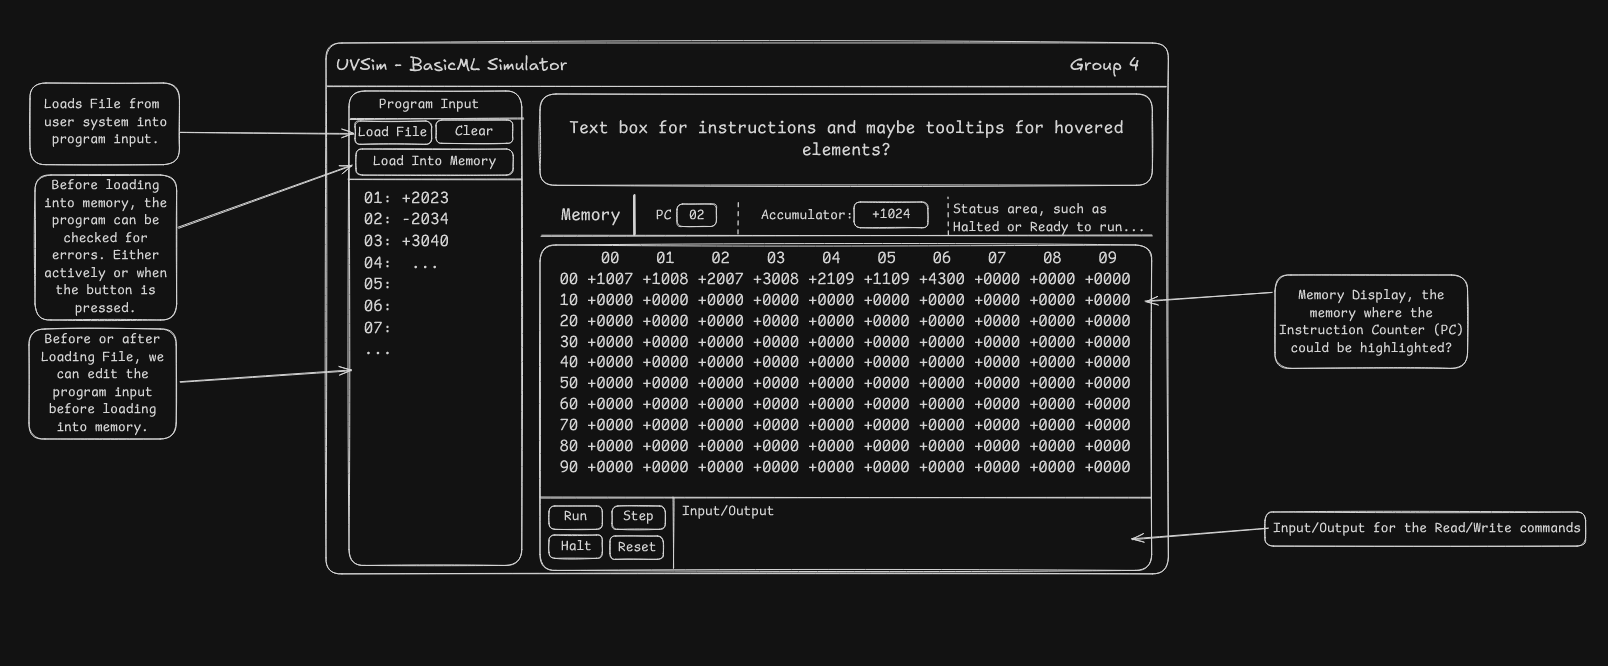 UVSim - BasicML Simulator
Group 4
Loads File from
user system into
program input.
Before loading
into memory, the
program can be
checked for
errors. Either
actively or when
the button is
pressed.
Before or after
Loading File, we
can edit the
program input
before loading
into memory.
Program Input
Load File
Clear
Load Into Memory
01: +2023
02: -2034
03: +3040
04: ...
05:
06:
07:
...
Text box for instructions and maybe tooltips for hovered
elements?
Memory
PC
02
Accumulator:
+1024
Status area, such as
Halted or Ready to run...
00 01 02 03 04 05 06 07 08 09
00 +1007 +1008 +2007 +3008 +2109 +1109 +4300 +0000 +0000 +0000
10 +0000 +0000 +0000 +0000 +0000 +0000 +0000 +0000 +0000 +0000
20 +0000 +0000 +0000 +0000 +0000 +0000 +0000 +0000 +0000 +0000
30 +0000 +0000 +0000 +0000 +0000 +0000 +0000 +0000 +0000 +0000
40 +0000 +0000 +0000 +0000 +0000 +0000 +0000 +0000 +0000 +0000
50 +0000 +0000 +0000 +0000 +0000 +0000 +0000 +0000 +0000 +0000
60 +0000 +0000 +0000 +0000 +0000 +0000 +0000 +0000 +0000 +0000
70 +0000 +0000 +0000 +0000 +0000 +0000 +0000 +0000 +0000 +0000
80 +0000 +0000 +0000 +0000 +0000 +0000 +0000 +0000 +0000 +0000
90 +0000 +0000 +0000 +0000 +0000 +0000 +0000 +0000 +0000 +0000
Run
Step
Halt
Reset
Input/Output
Memory Display, the
memory where the
Instruction Counter (PC)
could be highlighted?
Input/Output for the Read/Write commands